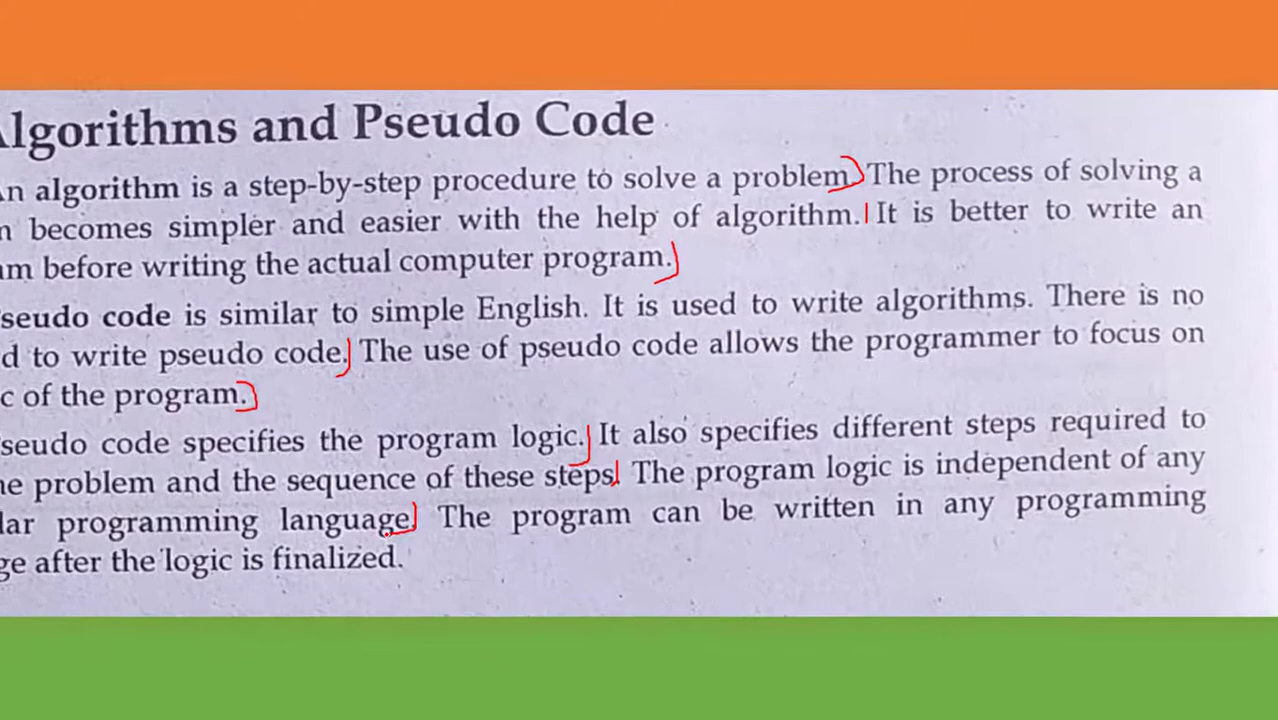 Algorithms and Pseudo Code
An algorithm is a step-by-step procedure to solve a problem. The process of solving a
becomes simpler and easier with the help of algorithm. It is better to write an
before writing the actual computer program.
seudo code is similar to simple English. It is used to write algorithms. There is no
d to write pseudo code. The use of pseudo code allows the programmer to focus on
c of the program.
seudo code specifies the program logic. It also specifies different steps required to
problem and the sequence of these steps. The program logic is independent of any
lar programming language. The program can be written in any programming
ge after the logic is finalized.